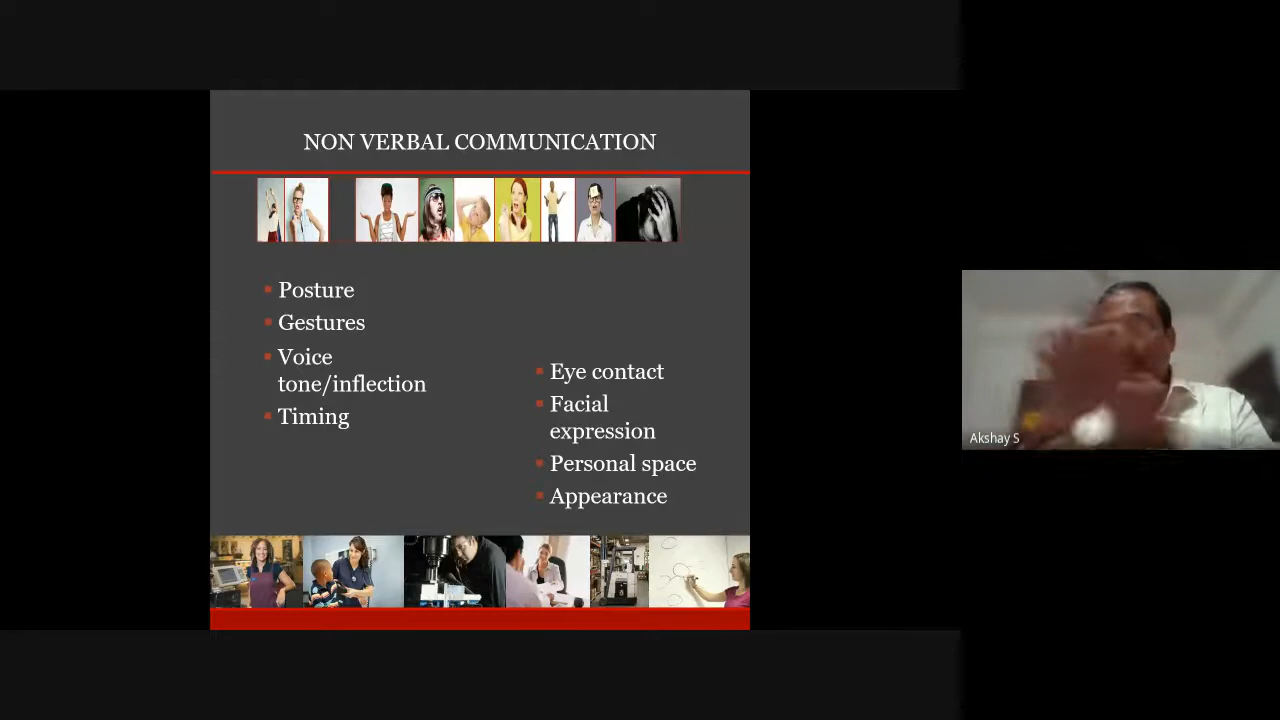 NON VERBAL COMMUNICATION
Posture
Gestures
Voice
tone/inflection
Timing
Eye contact
Facial
expression
Personal space
Appearance
Akshay S